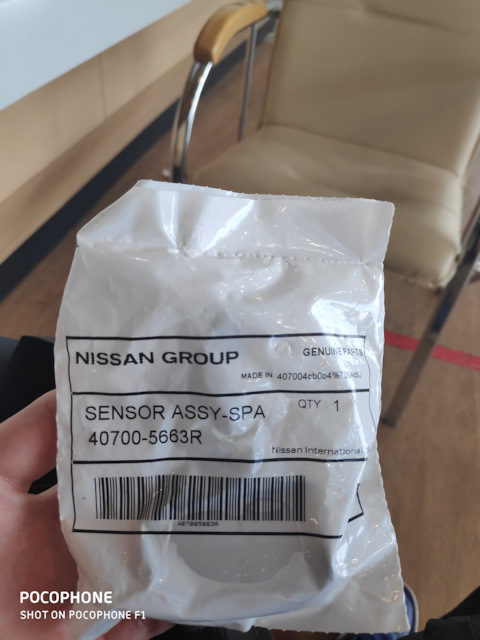 NISSAN GROUP
GENUINE PARTS
MADE IN
SENSOR ASSY-SPA
QTY : 1
40700-5663R
Nissan International
407005663R
POCOPHONE
SHOT ON POCOPHONE F1